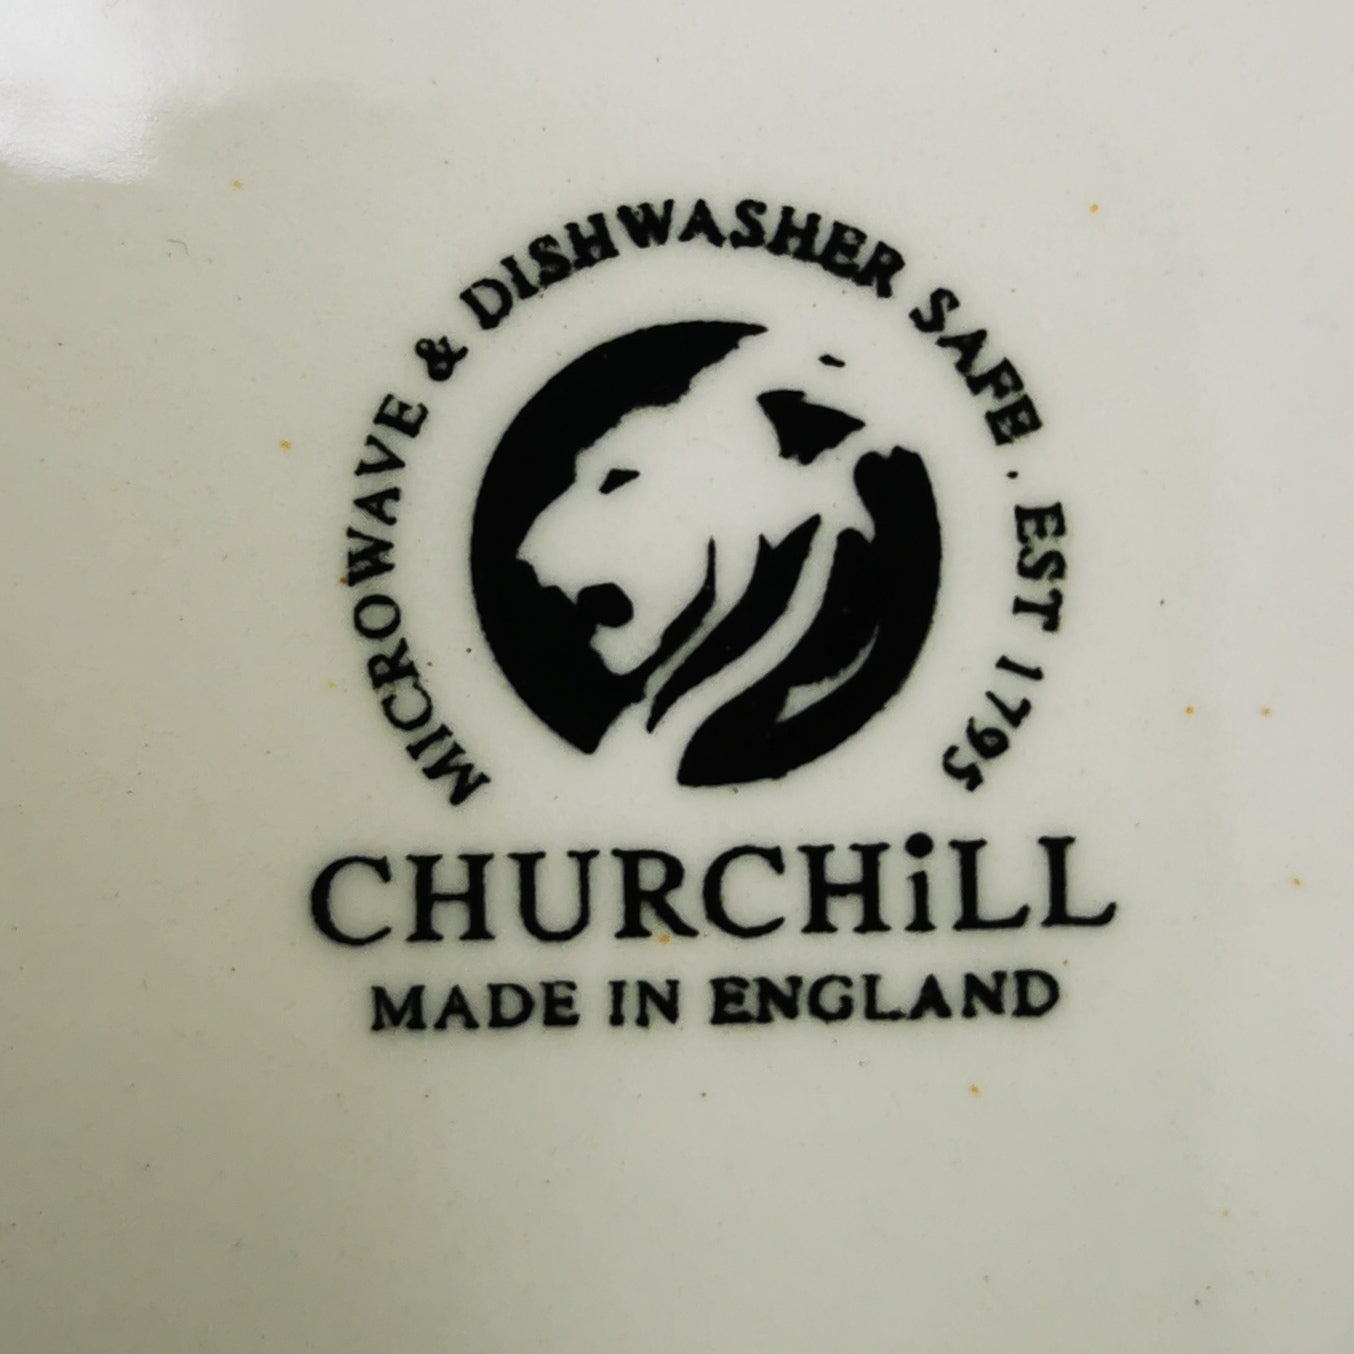 MICROWAVE & DISHWASHER SAFE . EST 1795
CHURCHiLL
MADE IN ENGLAND